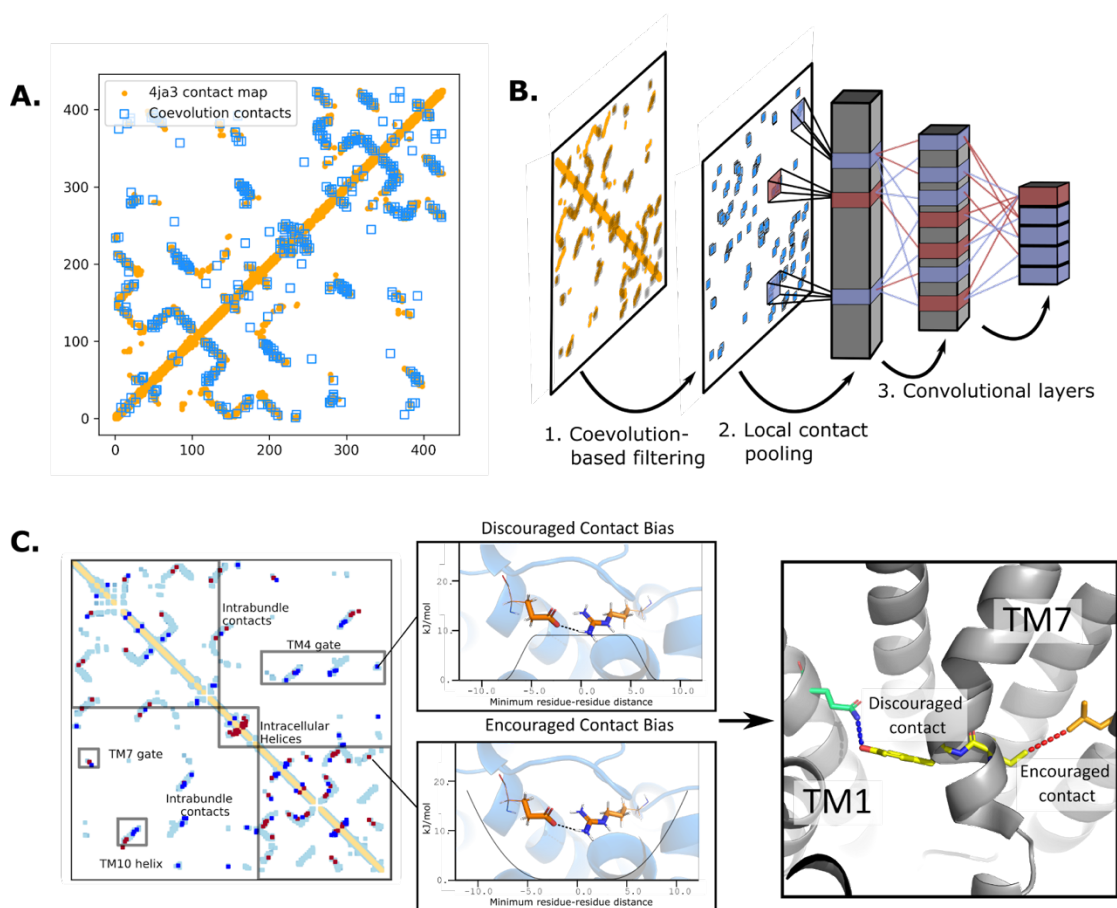 A.
4ja3 contact map
Coevolution contacts
400
300
200
100
0
0
100
200
300
400
B.
1. Coevolution-
based filtering
2. Local contact
pooling
3. Convolutional layers
C.
Intrabundle
contacts
TM4 gate
Intracellular
Helices
TM7 gate
Intrabundle
contacts
TM10 helix
Discouraged Contact Bias
kJ/mol
20.
10.
0.
-10.0
-5.0
0.0
5.0
10.0
Minimum residue-residue distance
Encouraged Contact Bias
kJ/mol
20.
10.
0.
-10.0
-5.0
0.0
5.0
10.0
Minimum residue-residue distance
TM7
Discouraged
contact
TM1
Encouraged
contact